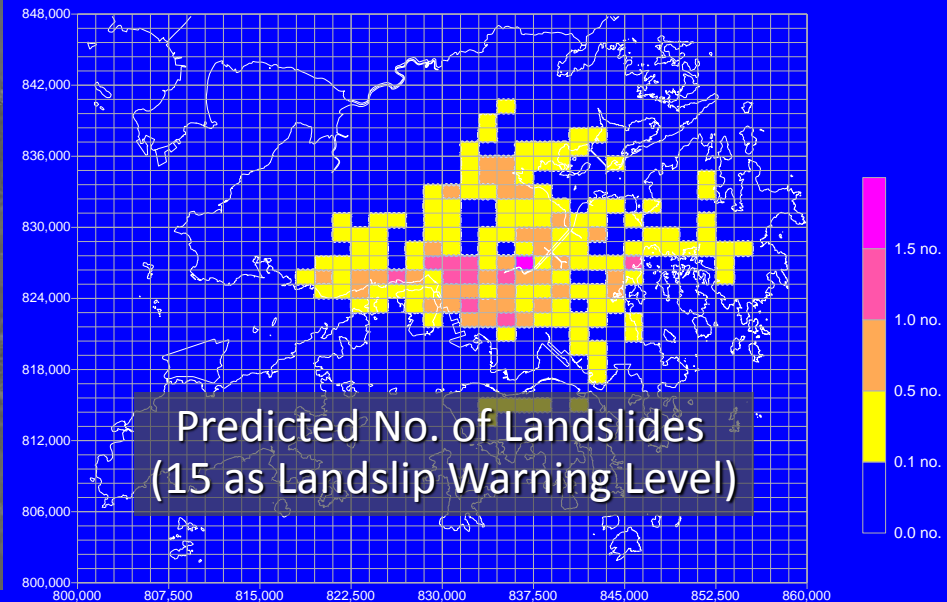 848,000
842,000
836,000
830,000
824,000
818,000
812,000
806,000
800,000
800,000 807,500 815,000 822,500 830,000 837,500 845,000 852,500 860,000
Predicted No. of Landslides
(15 as Landslip Warning Level)
1.5 no.
1.0 no.
0.5 no.
0.1 no.
0.0 no.